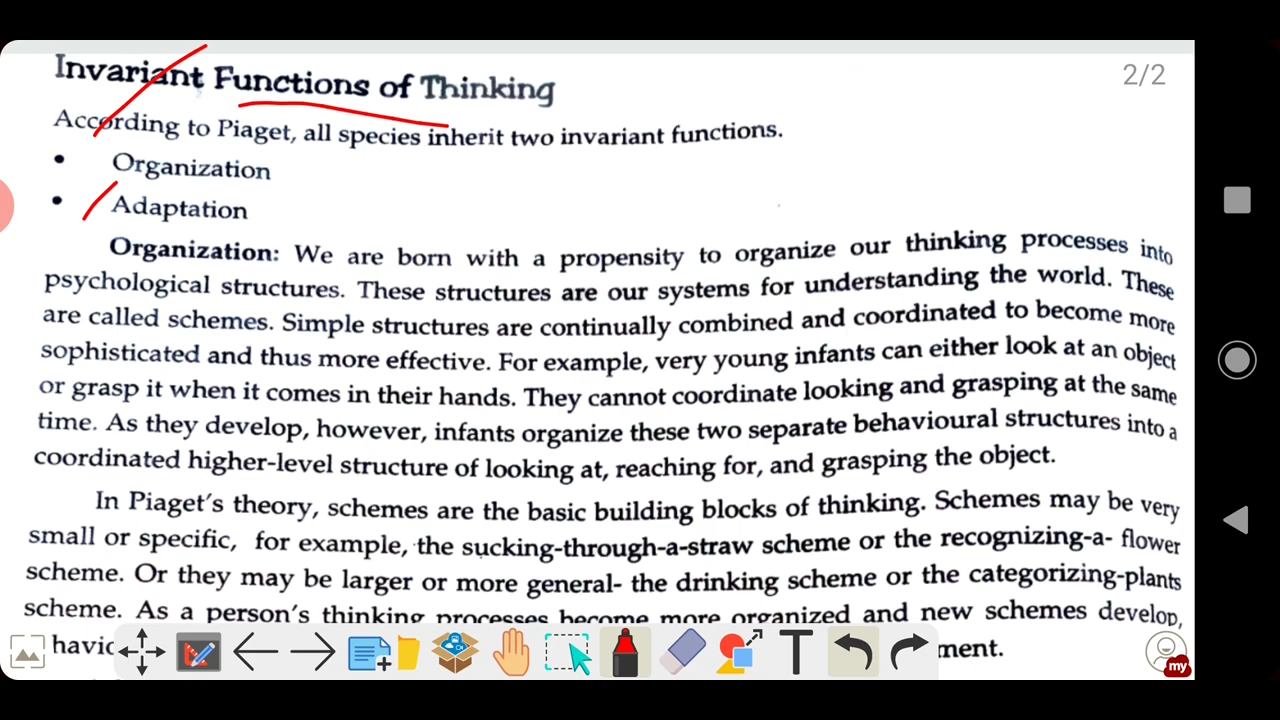 Invariant Functions of Thinking
2/2
According to Piaget, all species inherit two invariant functions.
• Organization
• Adaptation
Organization: We are born with a propensity to organize our thinking processes into
psychological structures. These structures are our systems for understanding the world. These
are called schemes. Simple structures are continually combined and coordinated to become more
sophisticated and thus more effective. For example, very young infants can either look at an object
or grasp it when it comes in their hands. They cannot coordinate looking and grasping at the same
time. As they develop, however, infants organize these two separate behavioural structures into a
coordinated higher-level structure of looking at, reaching for, and grasping the object.
In Piaget's theory, schemes are the basic building blocks of thinking. Schemes may be very
small or specific, for example, the sucking-through-a-straw scheme or the recognizing-a- flower
scheme. Or they may be larger or more general- the drinking scheme or the categorizing-plants
scheme. As a person's thinking processes become more organized and new schemes develop,
T
my